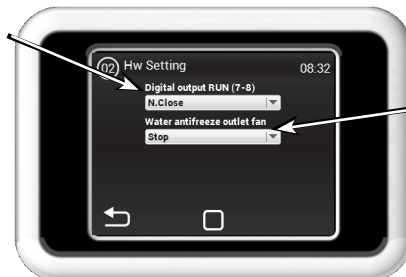 02 Hw Setting 08:32
Digital output RUN (7-8)
N.Close
Water antifreeze outlet fan
Stop